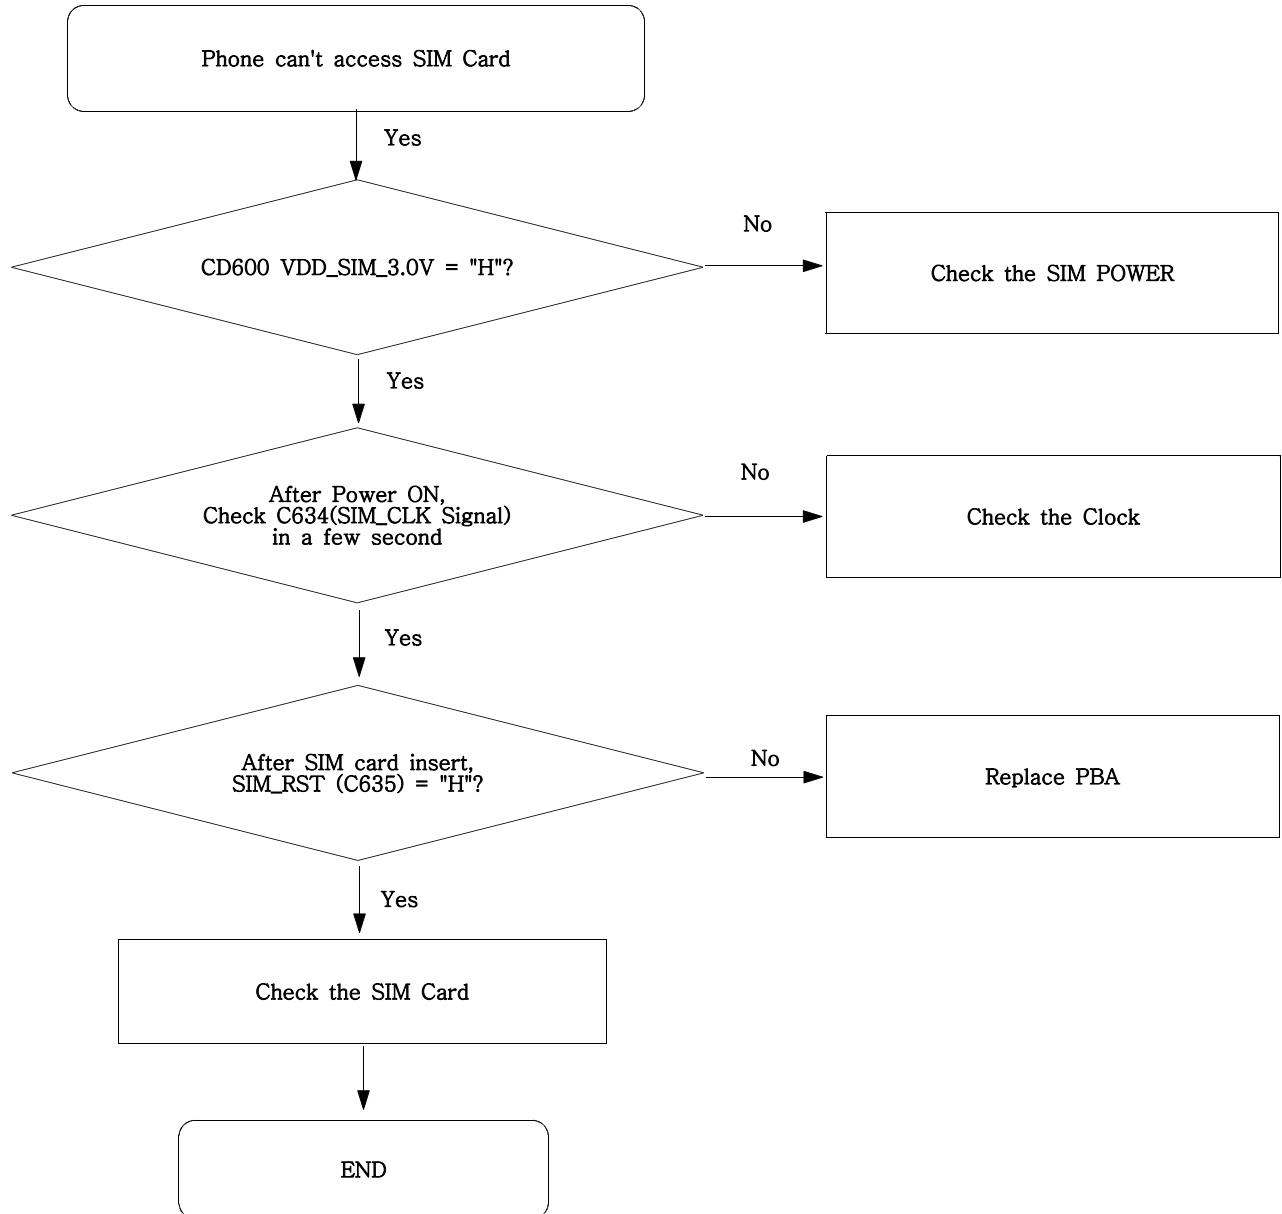 Phone can't access SIM Card
Yes
CD600 VDD_SIM_3.0V = "H"?
No
Check the SIM POWER
Yes
After Power ON,
Check C634(SIM_CLK Signal)
in a few second
No
Check the Clock
Yes
After SIM card insert,
SIM_RST (C635) = "H"?
No
Replace PBA
Yes
Check the SIM Card
END